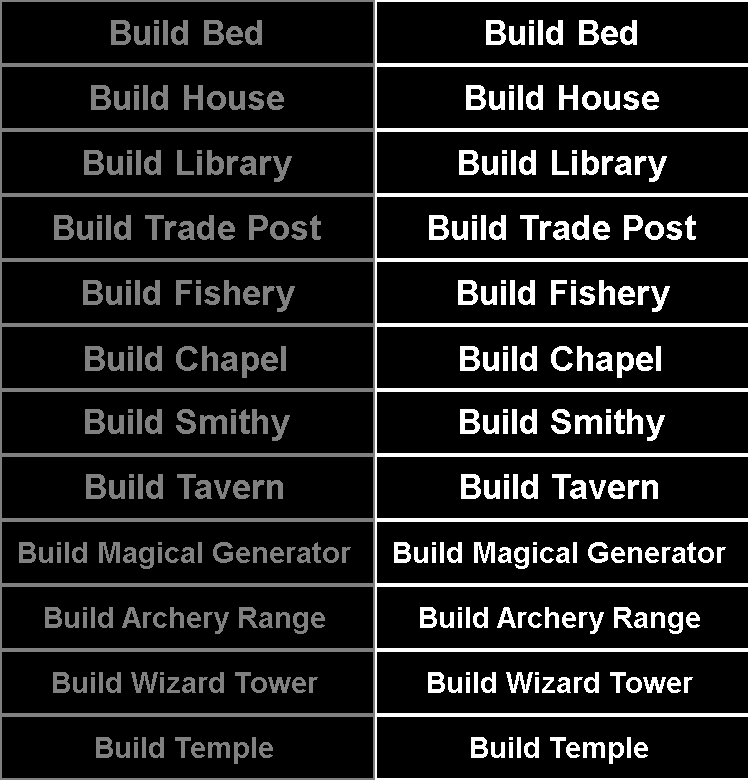 Build Bed Build Bed
Build House Build House
Build Library Build Library
Build Trade Post Build Trade Post
Build Fishery Build Fishery
Build Chapel Build Chapel
Build Smithy Build Smithy
Build Tavern Build Tavern
Build Magical Generator Build Magical Generator
Build Archery Range Build Archery Range
Build Wizard Tower Build Wizard Tower
Build Temple Build Temple